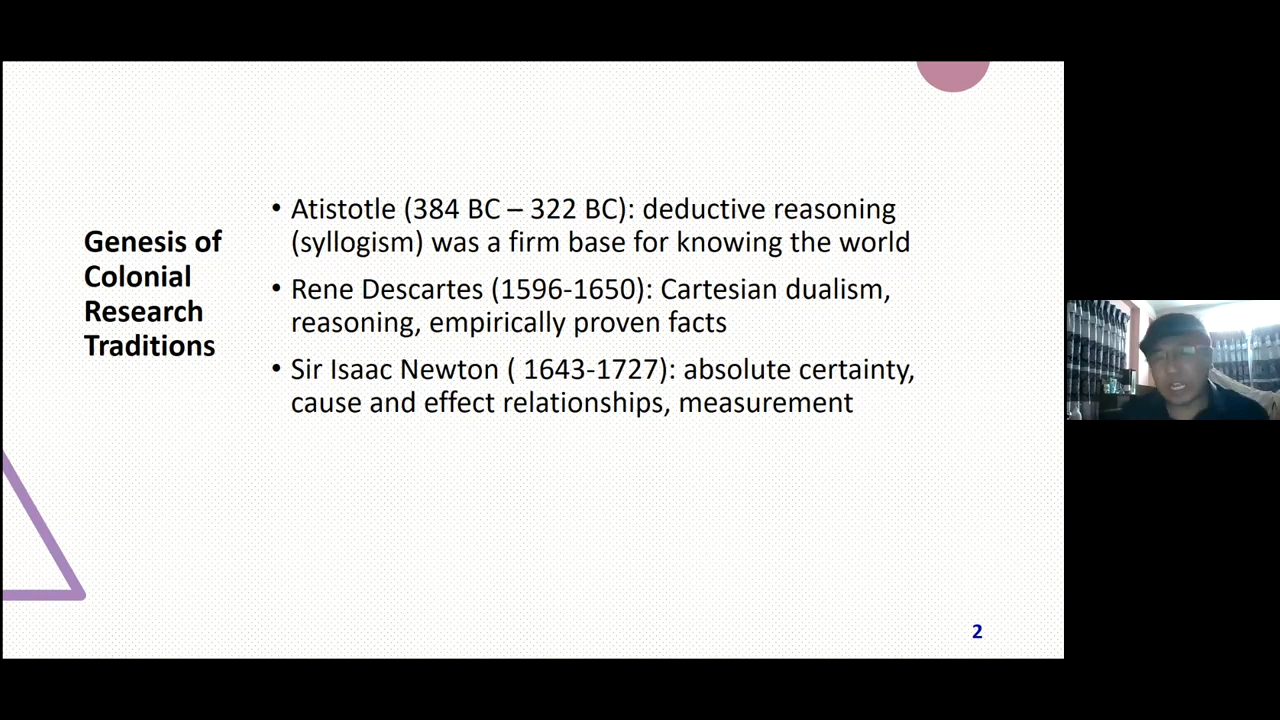 Genesis of
Colonial
Research
Traditions
• Atistotle (384 BC – 322 BC): deductive reasoning
(syllogism) was a firm base for knowing the world
• Rene Descartes (1596-1650): Cartesian dualism,
reasoning, empirically proven facts
• Sir Isaac Newton ( 1643-1727): absolute certainty,
cause and effect relationships, measurement
2